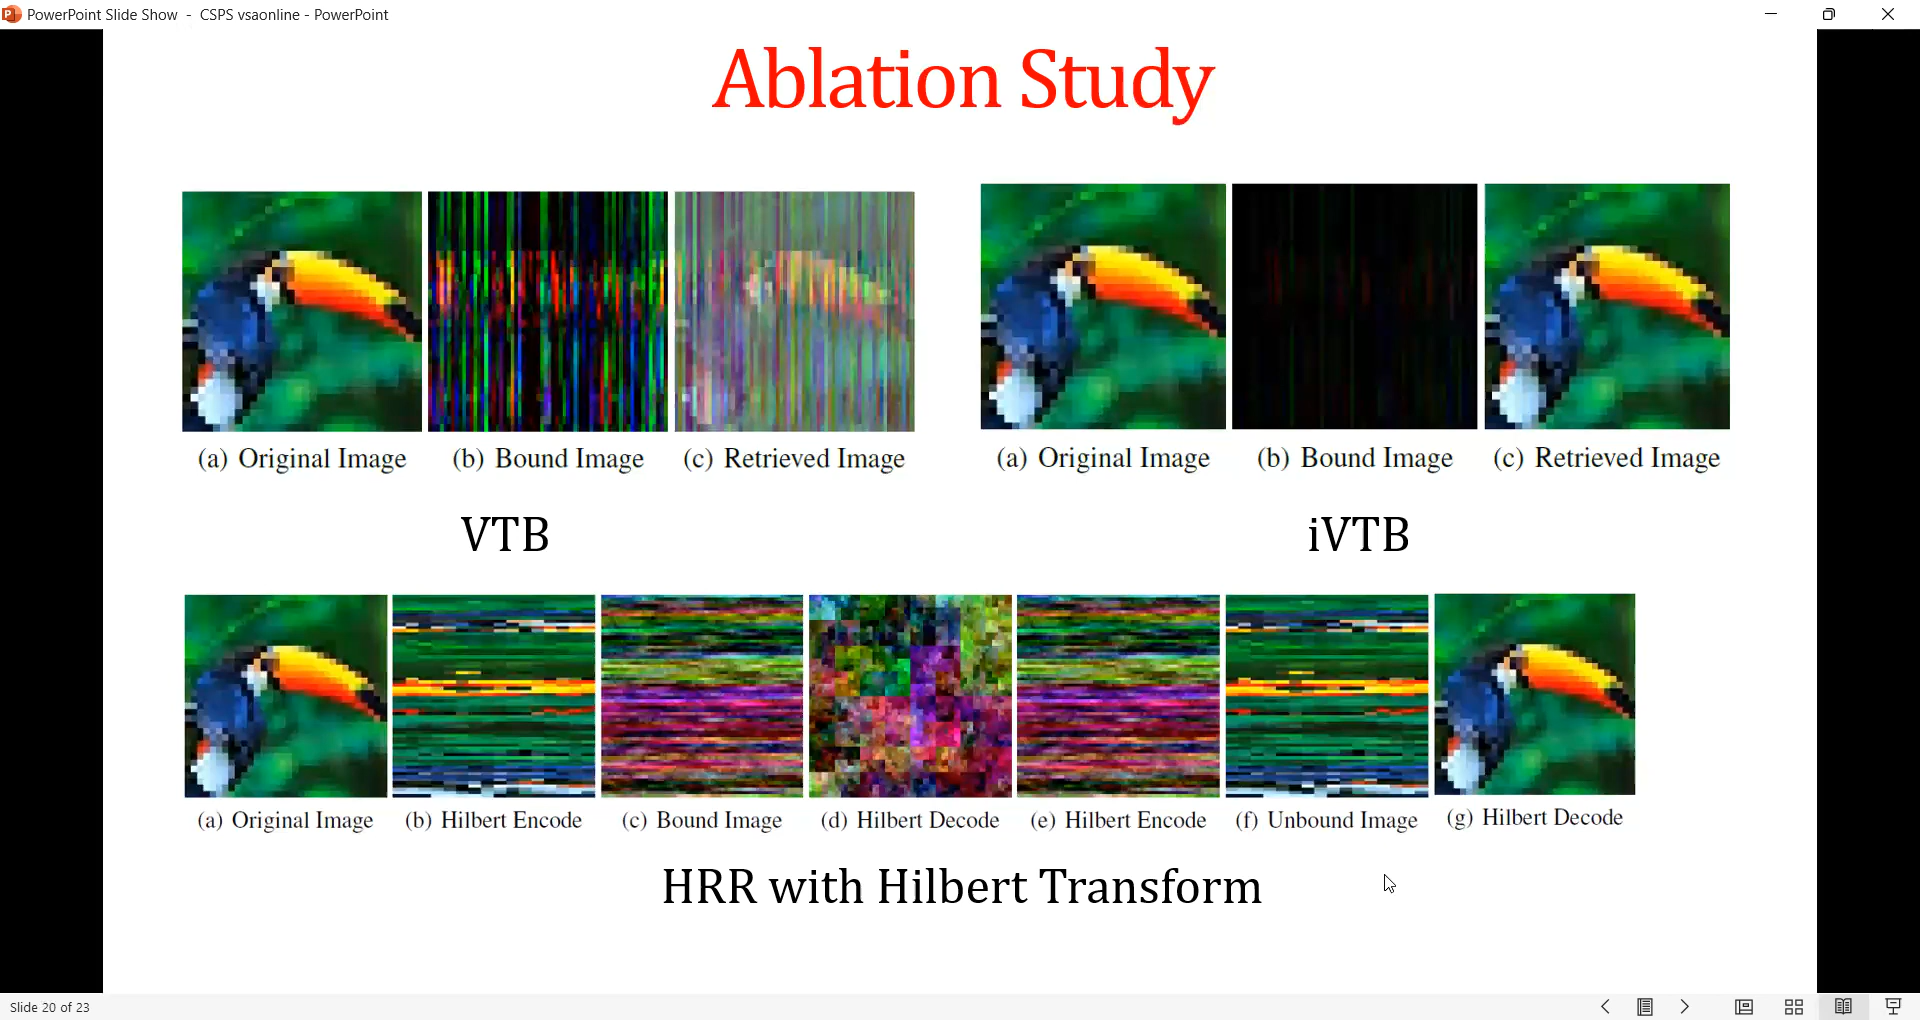 PowerPoint Slide Show - CSPS vsaonline - PowerPoint
Ablation Study
(a) Original Image (b) Bound Image (c) Retrieved Image
VTB
(a) Original Image (b) Bound Image (c) Retrieved Image
iVTB
(a) Original Image (b) Hilbert Encode (c) Bound Image (d) Hilbert Decode (e) Hilbert Encode (f) Unbound Image (g) Hilbert Decode
HRR with Hilbert Transform
Slide 20 of 23